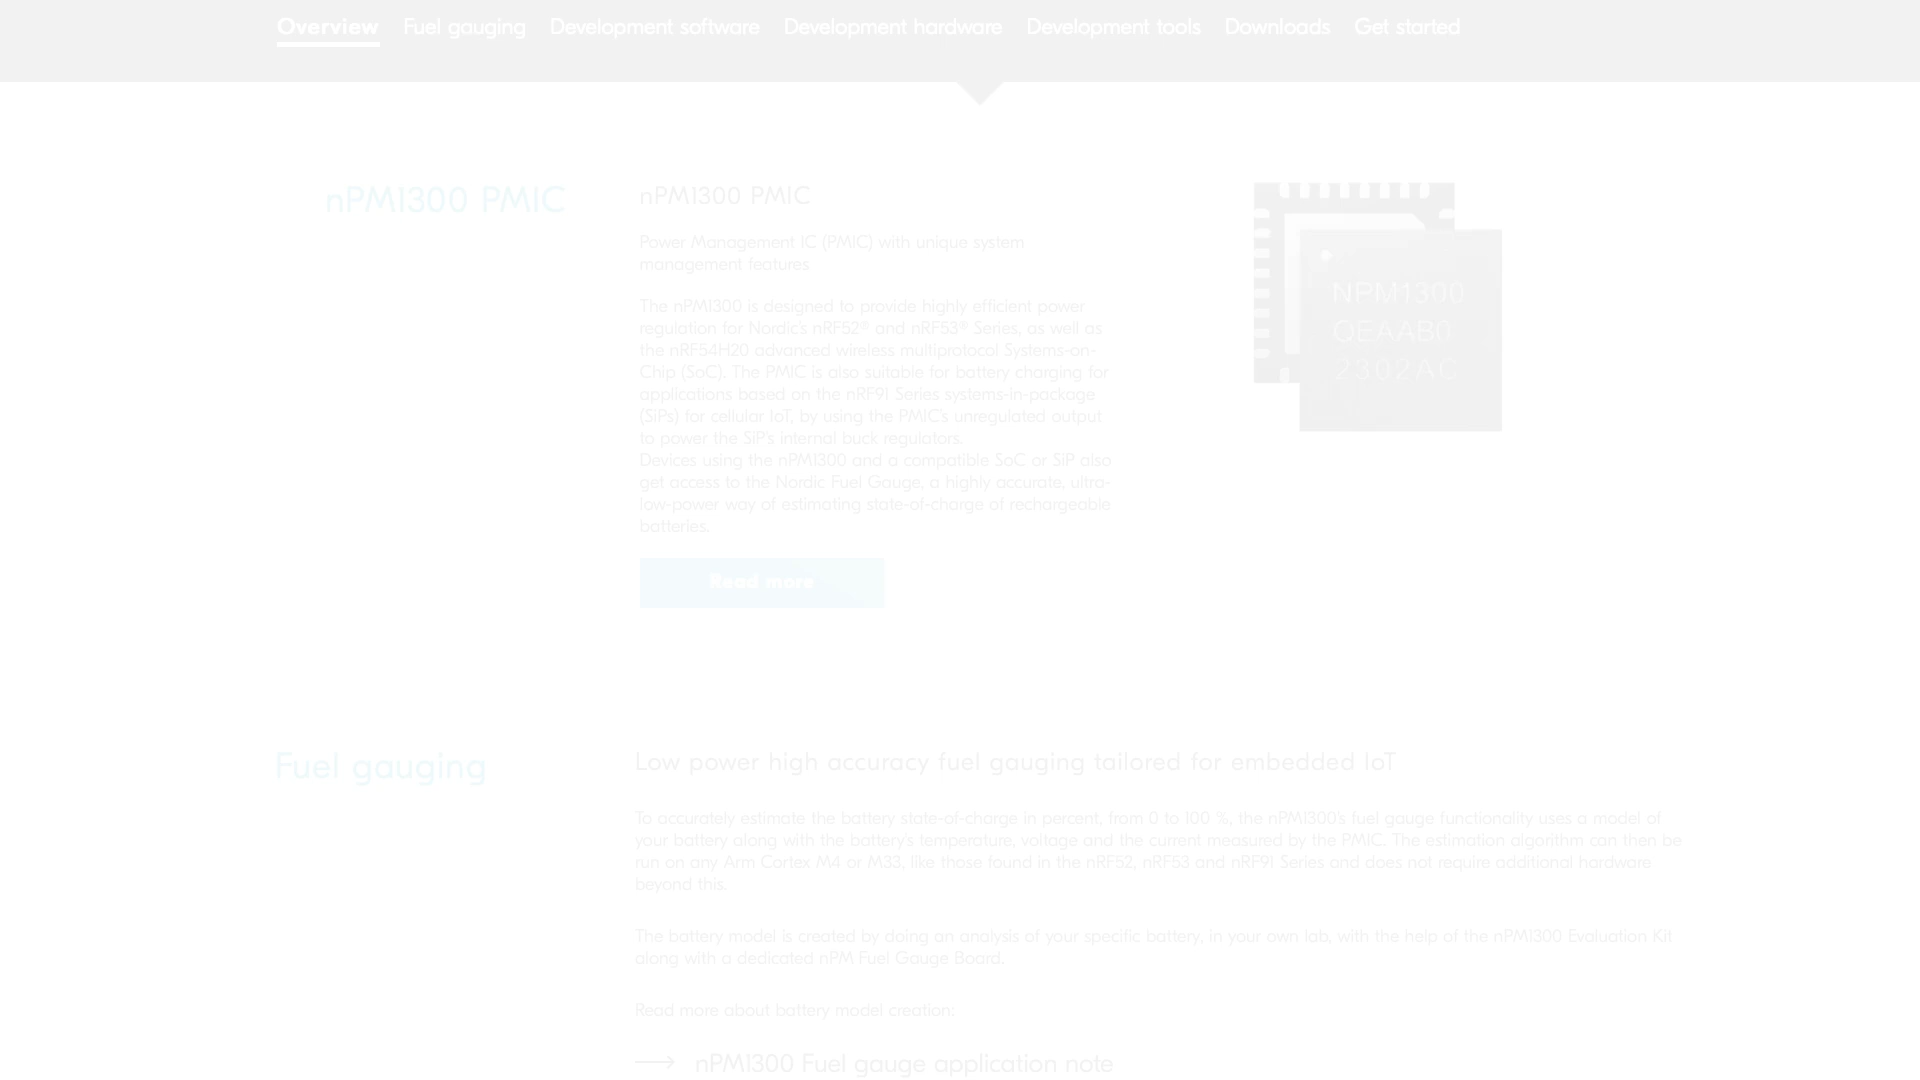 Overview Fuel gauging Development software Development hardware Development tools Downloads Get started
nPM1300 PMIC
nPM1300 PMIC
Power Management IC (PMIC) with unique system
management features
The nPM1300 is designed to provide highly efficient power
regulation for Nordic's nRF52® and nRF53® Series, as well as
the nRF54H20 advanced wireless multiprotocol Systems-on-
Chip (SoC). The PMIC is also suitable for battery charging for
applications based on the nRF91 Series systems-in-package
(SiPs) for cellular IoT, by using the PMIC's unregulated output
to power the SiP's internal buck regulators.
Devices using the nPM1300 and a compatible SoC or SiP also
get access to the Nordic Fuel Gauge, a highly accurate, ultra-
low-power way of estimating state-of-charge of rechargeable
batteries.
Read more
NPM1300
QEAAB0
2302AC
Fuel gauging
Low power high accuracy fuel gauging tailored for embedded IoT
To accurately estimate the battery state-of-charge in percent, from 0 to 100 %, the nPM1300's fuel gauge functionality uses a model of
your battery along with the battery's temperature, voltage and the current measured by the PMIC. The estimation algorithm can then be
run on any Arm Cortex M4 or M33, like those found in the nRF52, nRF53 and nRF91 Series and does not require additional hardware
beyond this.
The battery model is created by doing an analysis of your specific battery, in your own lab, with the help of the nPM1300 Evaluation Kit
along with a dedicated nPM Fuel Gauge Board.
Read more about battery model creation:
nPM1300 Fuel gauge application note